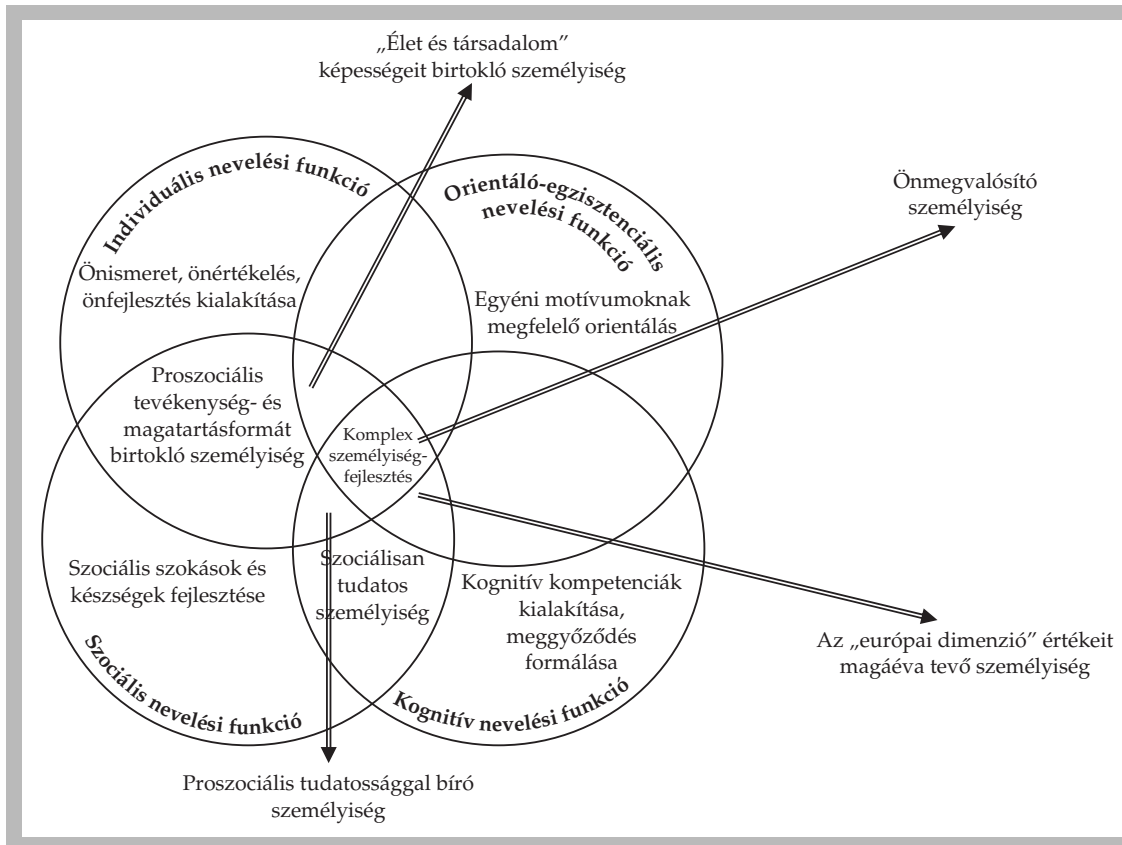 „Élet és társadalom”
képességeit birtokló személyiség
Individuális nevelési funkció
Orientáló-egzisztenciális
nevelési funkció
Önmegvalósító
személyiség
Önismeret, önértékelés,
önfejlesztés kialakítása
Egyéni motívumoknak
megfelelő orientálás
Proszociális
tevékenység- és
magatartásformát
birtokló személyiség
Komplex
személyiség-
fejlesztés
Szociális szokások és
készségek fejlesztése
Szociálisan
tudatos
személyiség
Kognitív kompetenciák
kialakítása,
meggyőződés
formálása
Az „európai dimenzió” értékeit
magáéva tevő személyiség
Szociális nevelési funkció
Kognitív nevelési funkció
Proszociális tudatossággal bíró
személyiség